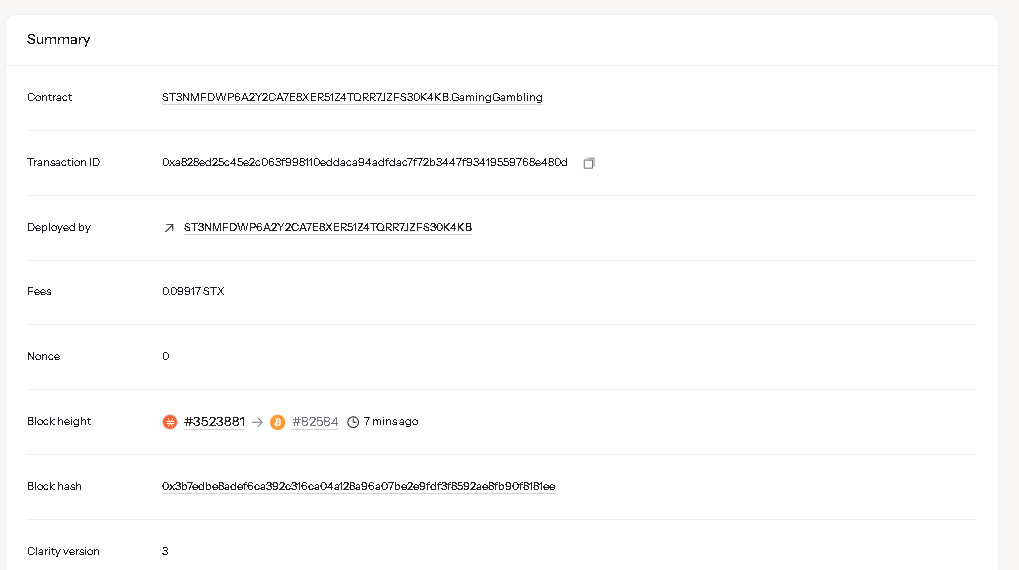 Summary
Contract ST3NMFDWP6A2Y2CA7E8XER51Z4TQRR7JZFS30K4KB.GamingGambling
Transaction ID 0xa828ed25c45e2c063f998110eddaca94adfdac7f72b3447f93419559768e480d
Deployed by ST3NMFDWP6A2Y2CA7E8XER51Z4TQRR7JZFS30K4KB
Fees 0.09917 STX
Nonce 0
Block height #3523881 → #82584 7 mins ago
Block hash 0x3b7edbe8adef6ca392c316ca04a128a96a07be2e9fdf3f8592ae8fb90f8181ee
Clarity version 3